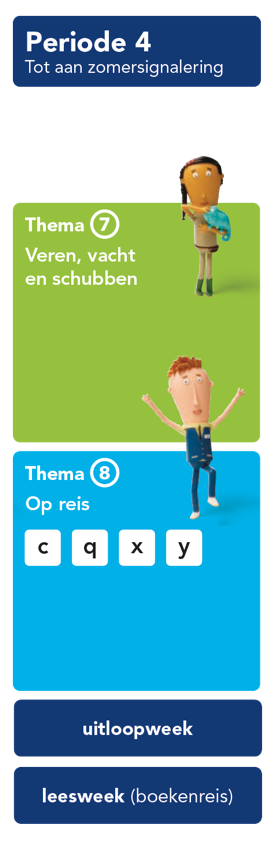 Periode 4
Tot aan zomersignalering
Thema 7
Veren, vacht
en schubben
Thema 8
Op reis
c q x y
uitloopweek
leesweek (boekenreis)